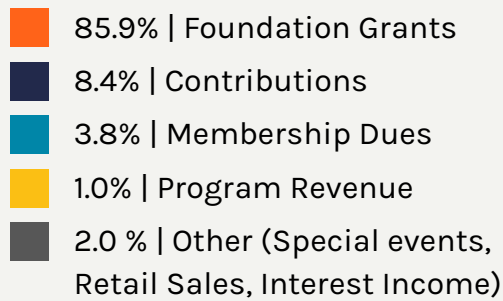 85.9% | Foundation Grants
8.4% | Contributions
3.8% | Membership Dues
1.0% | Program Revenue
2.0 % | Other (Special events,
Retail Sales, Interest Income)